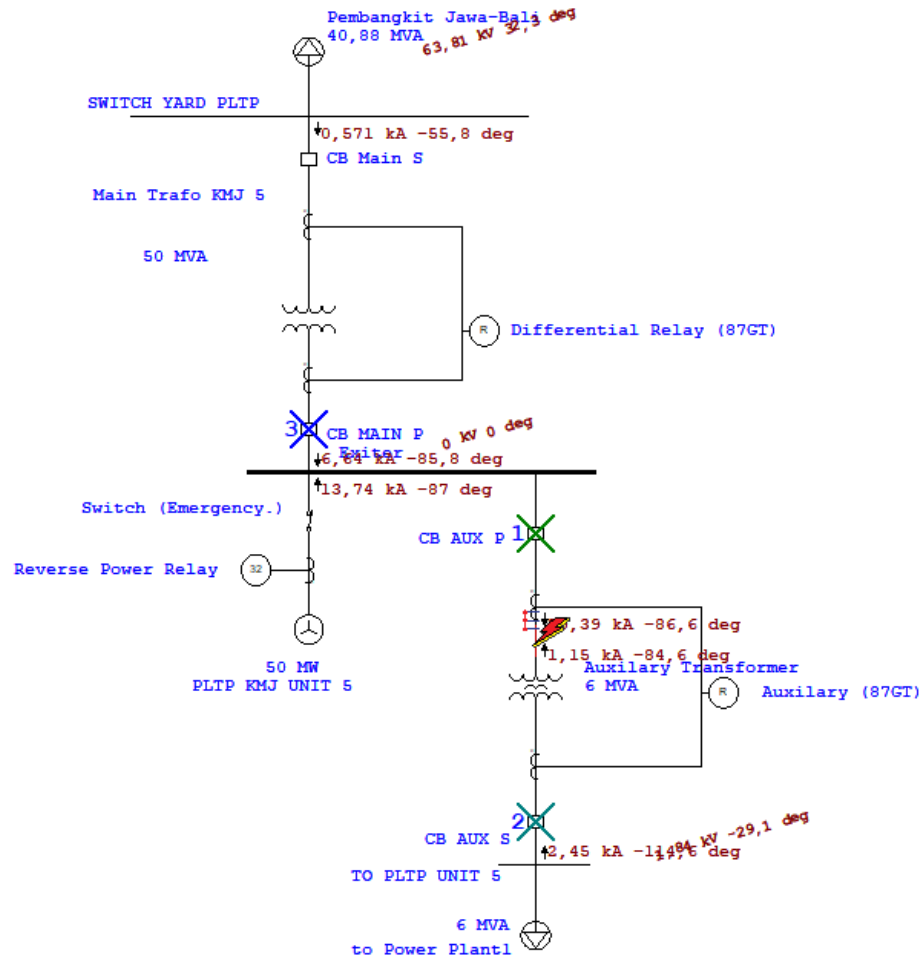 Pembangkit Jawa-Bali
40,88 MVA
63,81 kV 32,3 deg
SWITCH YARD PLTP
0,571 kA -55,8 deg
CB Main S
Main Trafo KMJ 5
50 MVA
R
Differential Relay (87GT)
3
CB MAIN P
0 kV 0 deg
Exiter
6,64 kA -85,8 deg
13,74 kA -87 deg
Switch (Emergency.)
CB AUX P
1
Reverse Power Relay
32
,39 kA -86,6 deg
1,15 kA -84,6 deg
50 MW
PLTP KMJ UNIT 5
Auxilary Transformer
6 MVA
R
Auxilary (87GT)
2
CB AUX S
kV -29,1 deg
2,45 kA -114,6 deg
TO PLTP UNIT 5
6 MVA
to Power Plant1